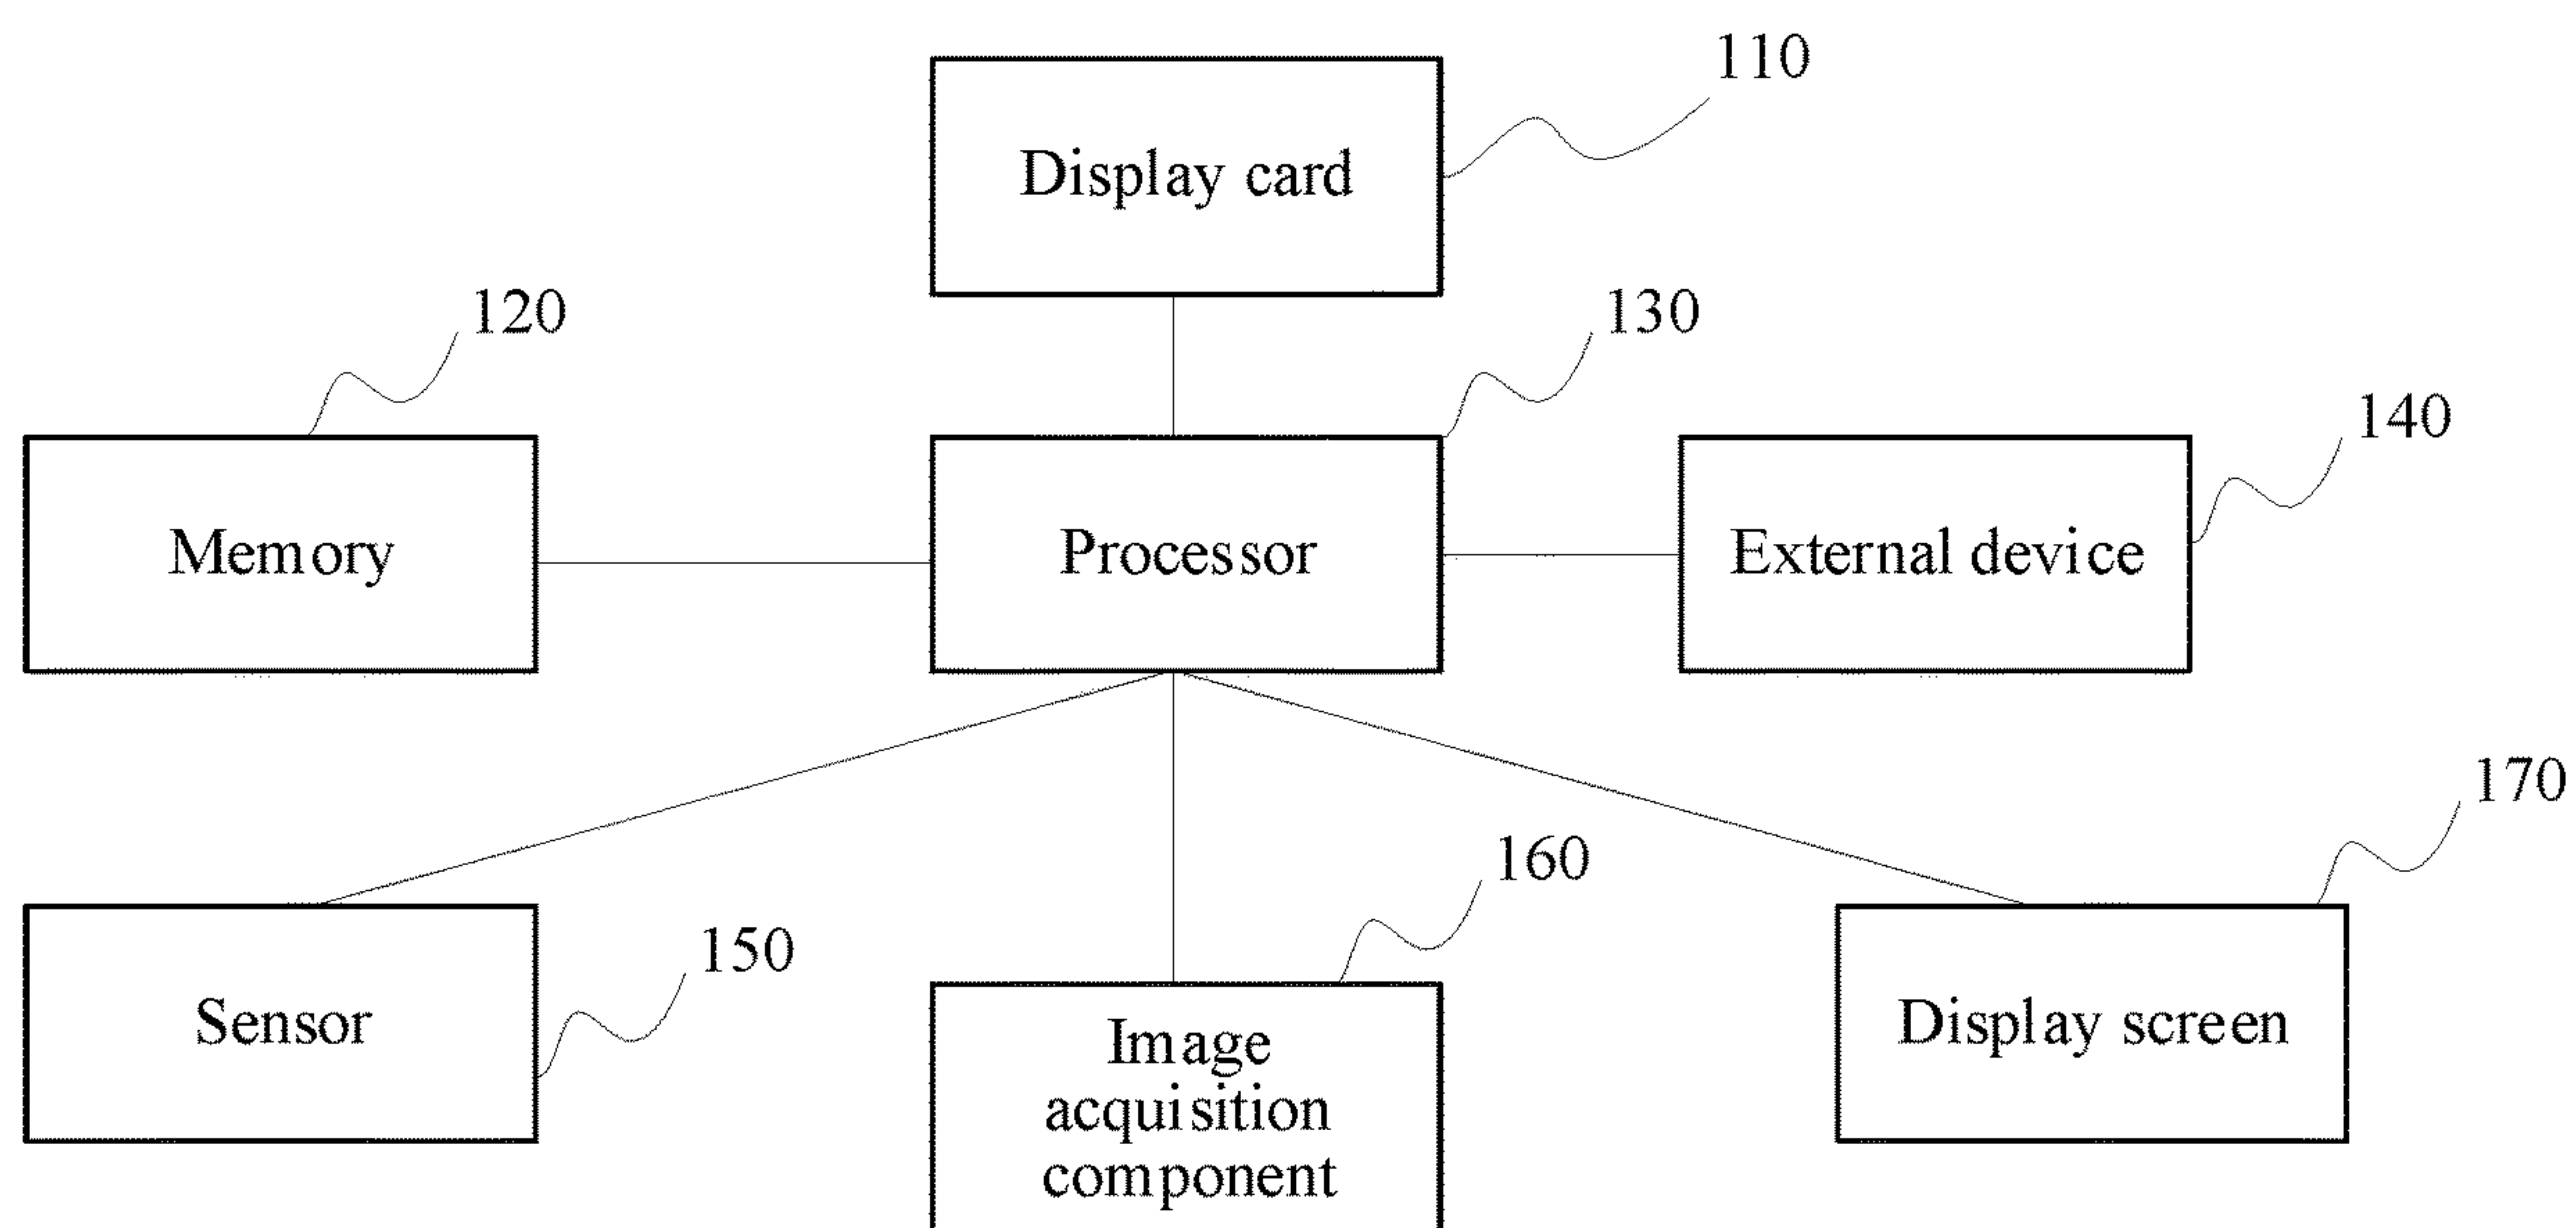 110
Display card
120
130
140
Memory
Processor
External device
170
160
150
Sensor
Image
acquisition
component
Display screen